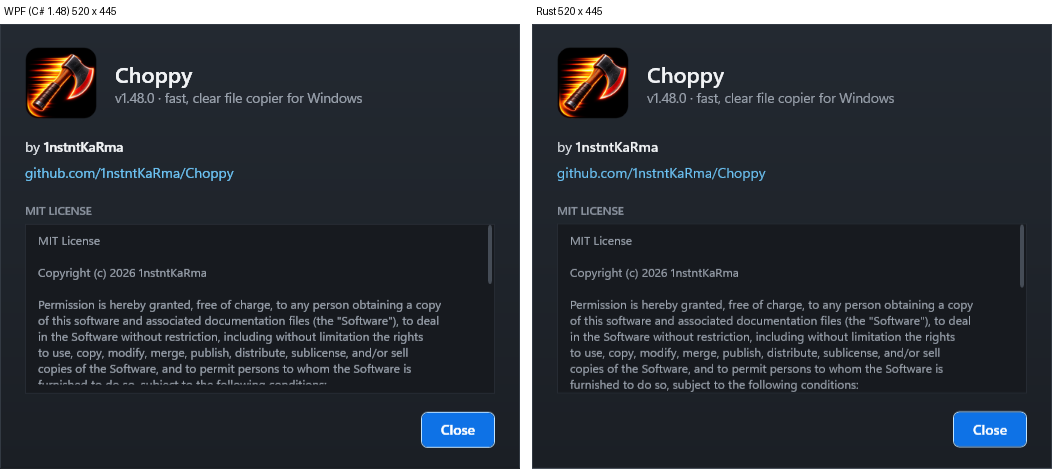 WPF (C# 1.48) 520 x 445
Choppy
v1.48.0 · fast, clear file copier for Windows
by 1nstntKaRma
github.com/1nstntKaRma/Choppy
MIT LICENSE
MIT License
Copyright (c) 2026 1nstntKaRma
Permission is hereby granted, free of charge, to any person obtaining a copy
of this software and associated documentation files (the "Software"), to deal
in the Software without restriction, including without limitation the rights
to use, copy, modify, merge, publish, distribute, sublicense, and/or sell
copies of the Software, and to permit persons to whom the Software is
furnished to do so, subject to the following conditions:
Close
Rust 520 x 445
Choppy
v1.48.0 · fast, clear file copier for Windows
by 1nstntKaRma
github.com/1nstntKaRma/Choppy
MIT LICENSE
MIT License
Copyright (c) 2026 1nstntKaRma
Permission is hereby granted, free of charge, to any person obtaining a copy
of this software and associated documentation files (the "Software"), to deal
in the Software without restriction, including without limitation the rights
to use, copy, modify, merge, publish, distribute, sublicense, and/or sell
copies of the Software, and to permit persons to whom the Software is
furnished to do so, subject to the following conditions:
Close